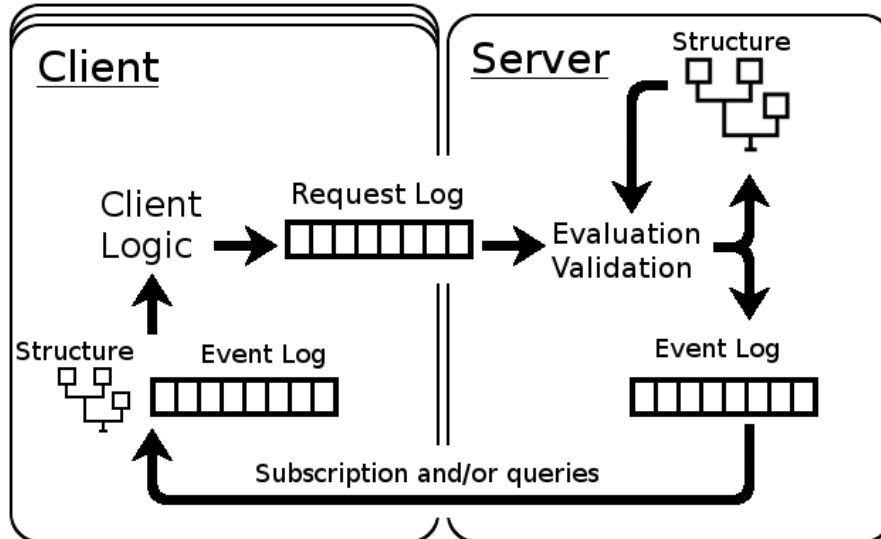 Client
Server
Structure
Request Log
Client
Logic
Evaluation
Validation
Structure
Event Log
Event Log
Subscription and/or queries